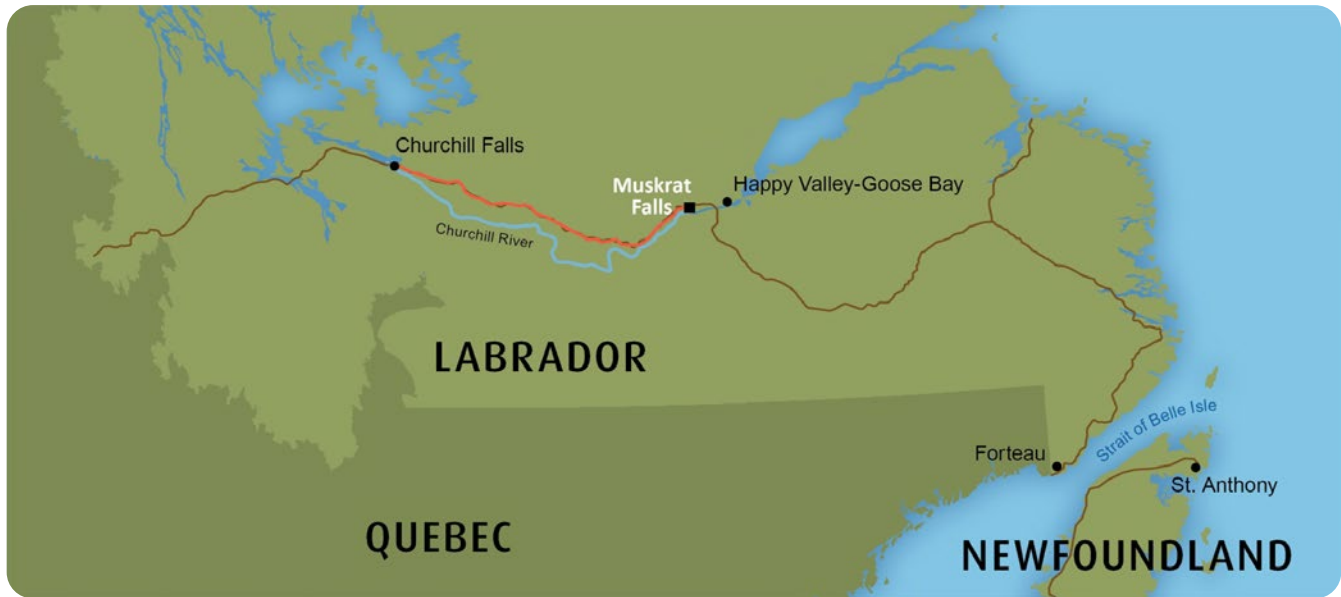 Churchill Falls
Muskrat
Falls
Happy Valley-Goose Bay
Churchill River
LABRADOR
Strait of Belle Isle
Forteau
St. Anthony
QUEBEC
NEWFOUNDLAND